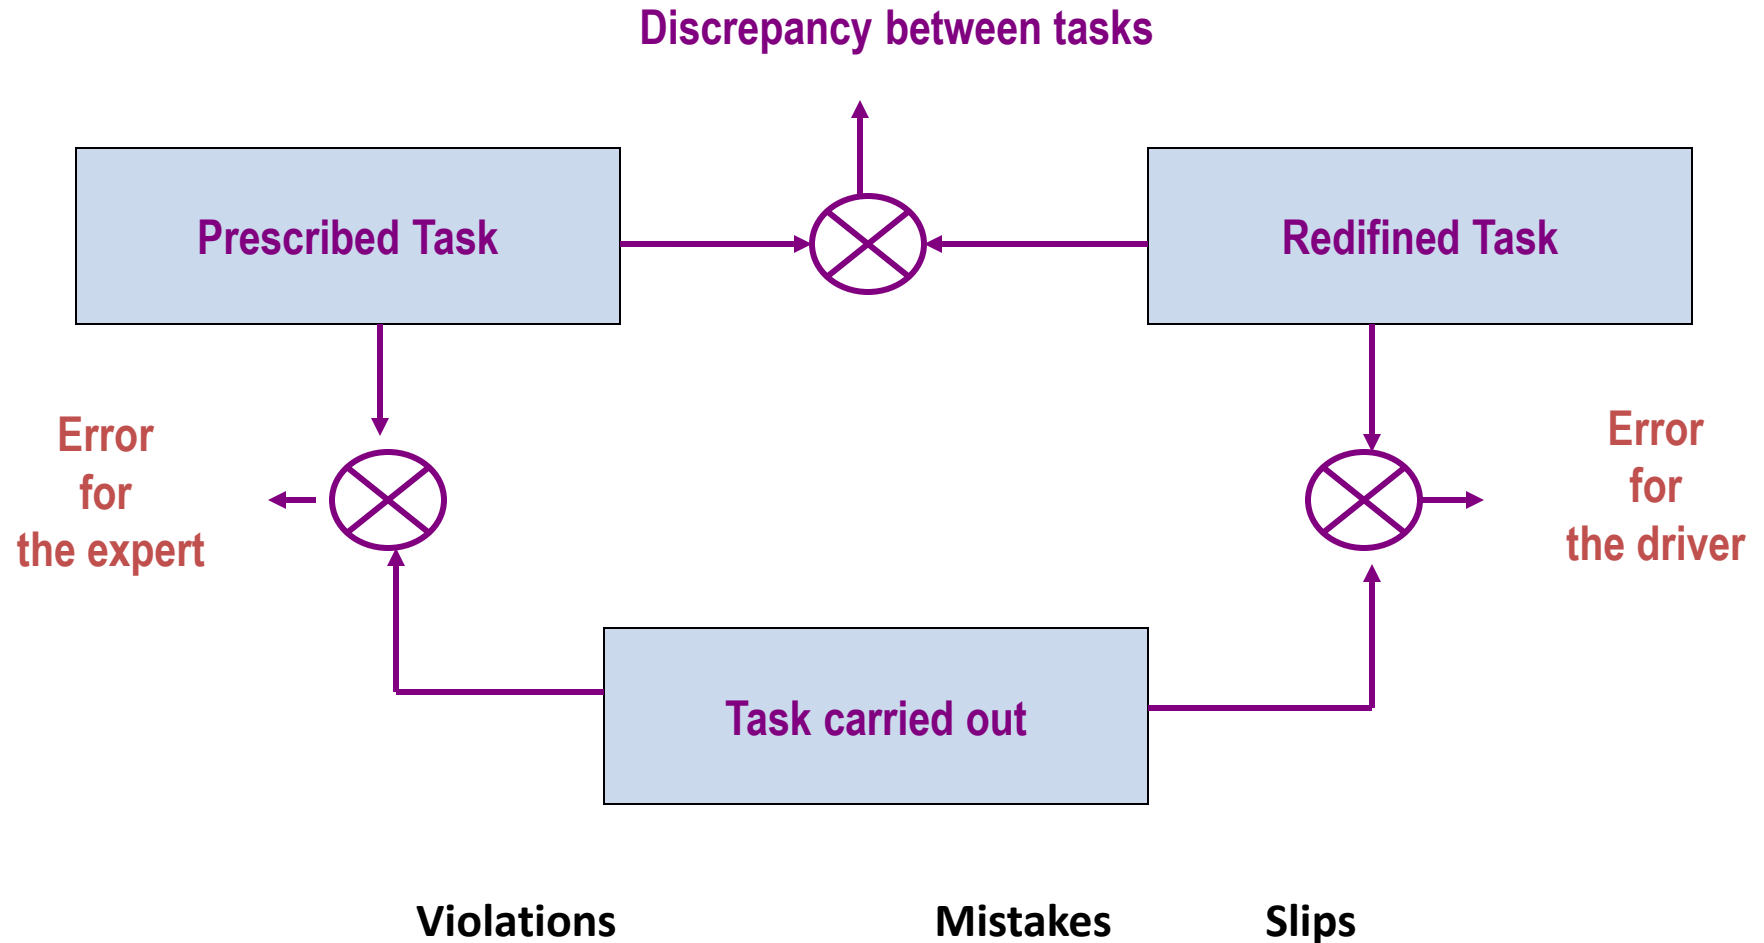 Discrepancy between tasks
Prescribed Task
Redifined Task
Error
for
the expert
Error
for
the driver
Task carried out
Violations
Mistakes
Slips